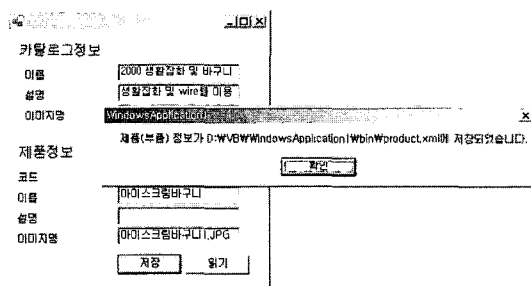 카탈로그정보
이름 2000 생활잡화 및 바구니
설명 생활잡화 및 wire를 이용
이미지명
WindowsApplication1
제품(부품) 정보가 D:₩VB₩WindowsApplication1₩bin₩product.xml에 저장되었습니다.
확인
제품정보
코드
이름 아이스크림바구니
설명
이미지명 아이스크림바구니1.JPG
저장 읽기